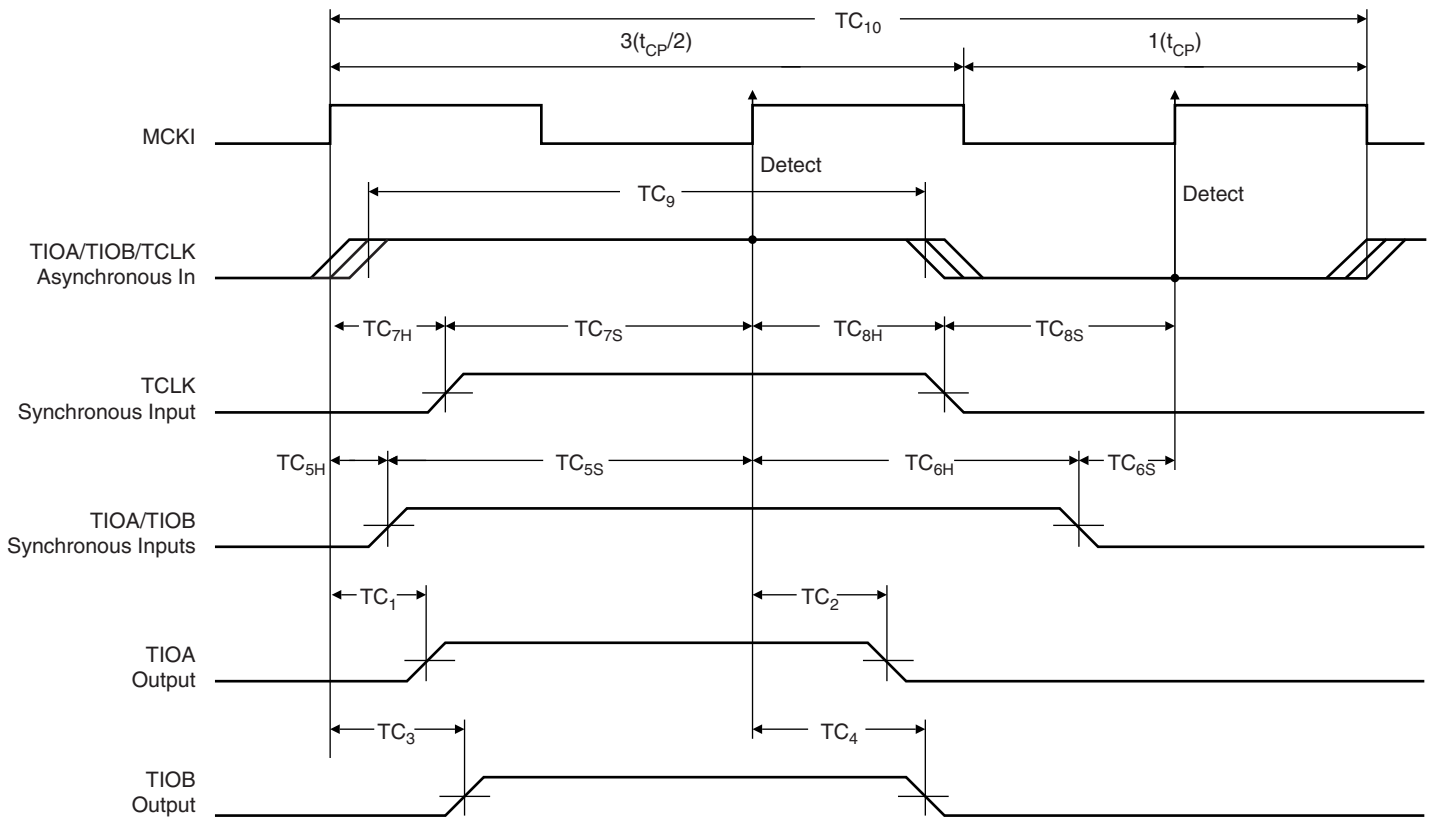 TC10
3(tCP/2)
1(tCP)
MCKI
Detect
TC9
Detect
TIOA/TIOB/TCLK
Asynchronous In
TC7H
TC7S
TC8H
TC8S
TCLK
Synchronous Input
TC5H
TC5S
TC6H
TC6S
TIOA/TIOB
Synchronous Inputs
TC1
TC2
TIOA
Output
TC3
TC4
TIOB
Output